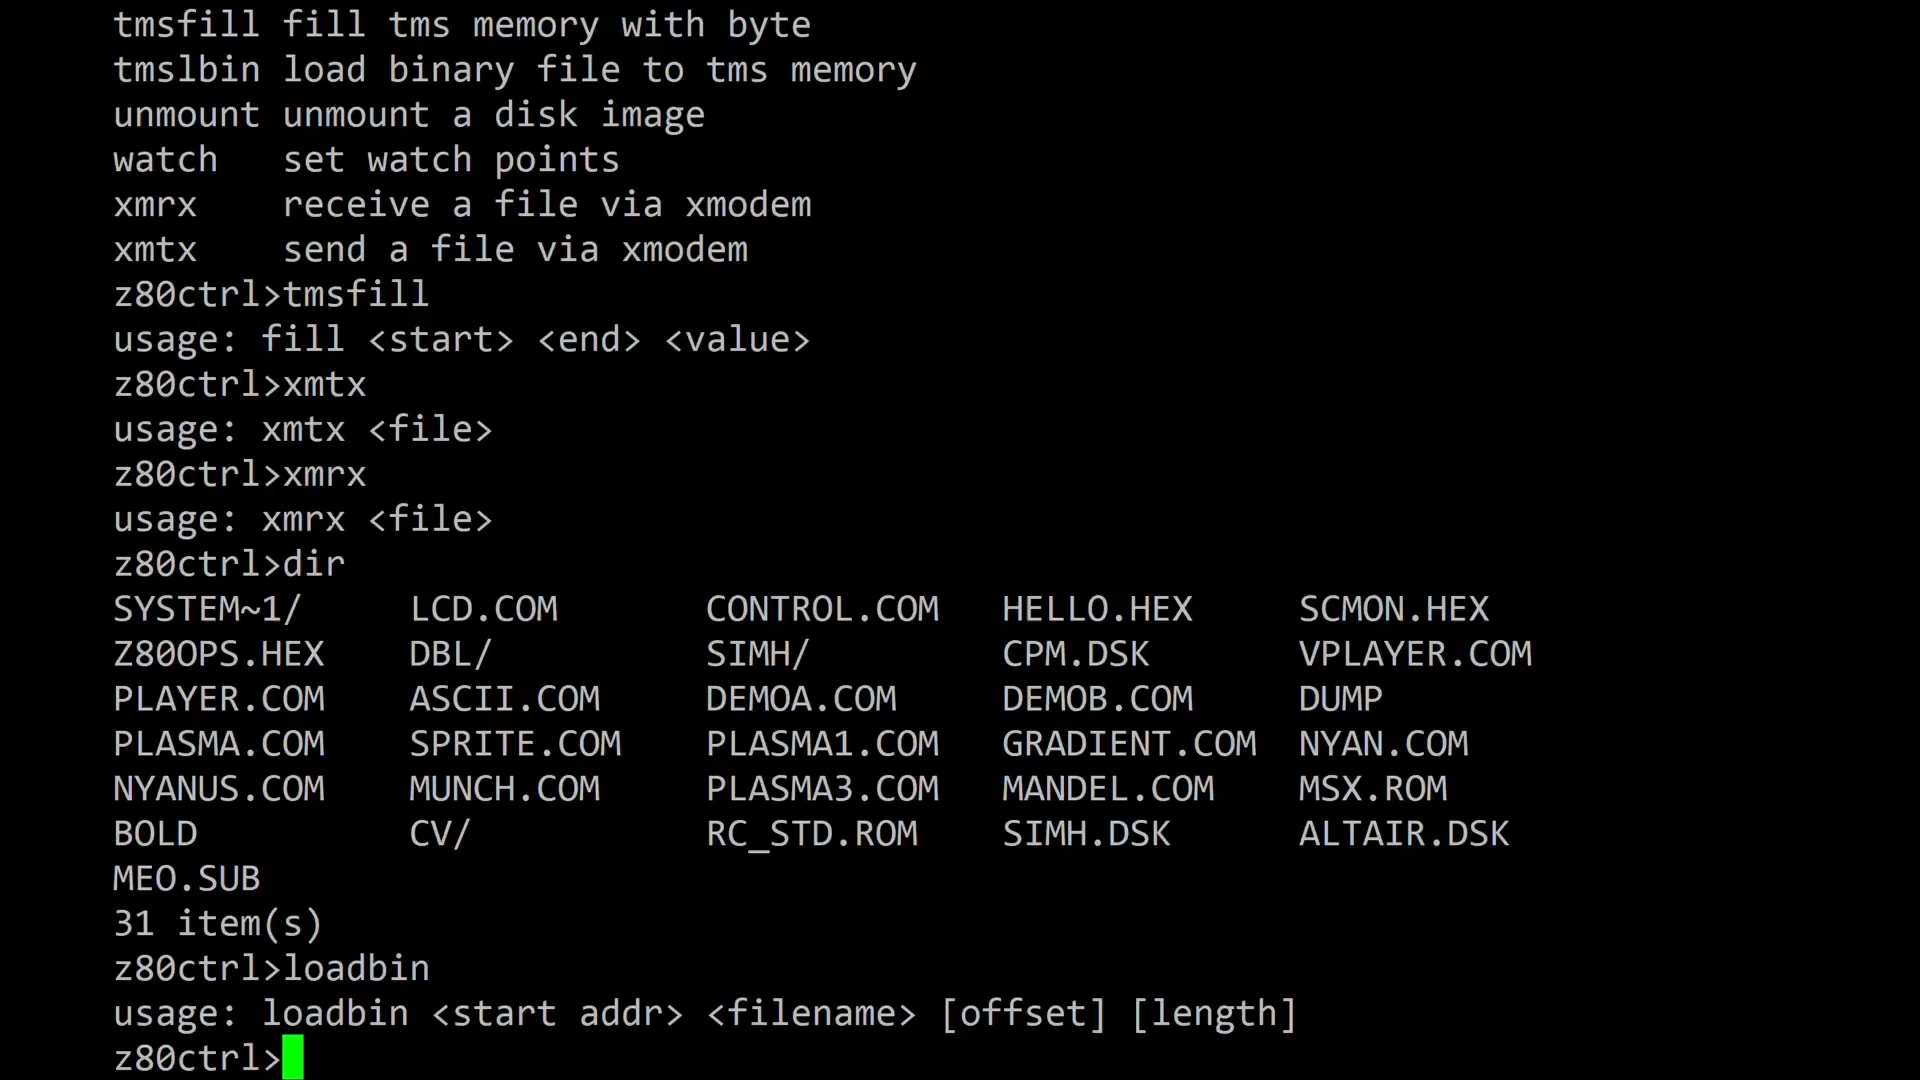 tmsfill fill tms memory with byte
tmslbin load binary file to tms memory
unmount unmount a disk image
watch   set watch points
xmrx    receive a file via xmodem
xmtx    send a file via xmodem
z80ctrl>tmsfill
usage: fill <start> <end> <value>
z80ctrl>xmtx
usage: xmtx <file>
z80ctrl>xmrx
usage: xmrx <file>
z80ctrl>dir
SYSTEM~1/     LCD.COM       CONTROL.COM   HELLO.HEX     SCMON.HEX
Z80OPS.HEX    DBL/          SIMH/         CPM.DSK       VPLAYER.COM
PLAYER.COM    ASCII.COM     DEMOA.COM     DEMOB.COM     DUMP
PLASMA.COM    SPRITE.COM    PLASMA1.COM   GRADIENT.COM  NYAN.COM
NYANUS.COM    MUNCH.COM     PLASMA3.COM   MANDEL.COM    MSX.ROM
BOLD          CV/           RC_STD.ROM    SIMH.DSK      ALTAIR.DSK
MEO.SUB
31 item(s)
z80ctrl>loadbin
usage: loadbin <start addr> <filename> [offset] [length]
z80ctrl>